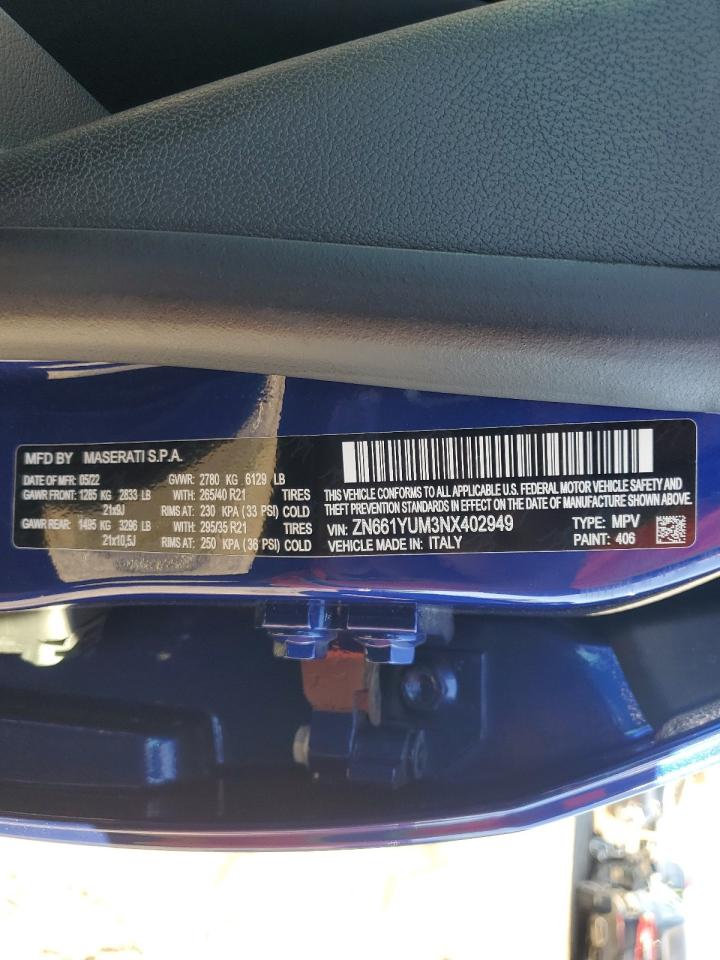 MFD BY MASERATI S.P.A.
DATE OF MFR: 05/22 GVWR: 2780 KG 6129 LB
GAWR FRONT: 1285 KG 2833 LB WITH: 265/40 R21 TIRES
21x9J RIMS AT: 230 KPA (33 PSI) COLD
GAWR REAR: 1485 KG 3296 LB WITH: 295/35 R21 TIRES
21x10,5J RIMS AT: 250 KPA (36 PSI) COLD
THIS VEHICLE CONFORMS TO ALL APPLICABLE U.S. FEDERAL MOTOR VEHICLE SAFETY AND
THEFT PREVENTION STANDARDS IN EFFECT ON THE DATE OF MANUFACTURE SHOWN ABOVE.
VIN: ZN661YUM3NX402949 TYPE: MPV
VEHICLE MADE IN: ITALY PAINT: 406